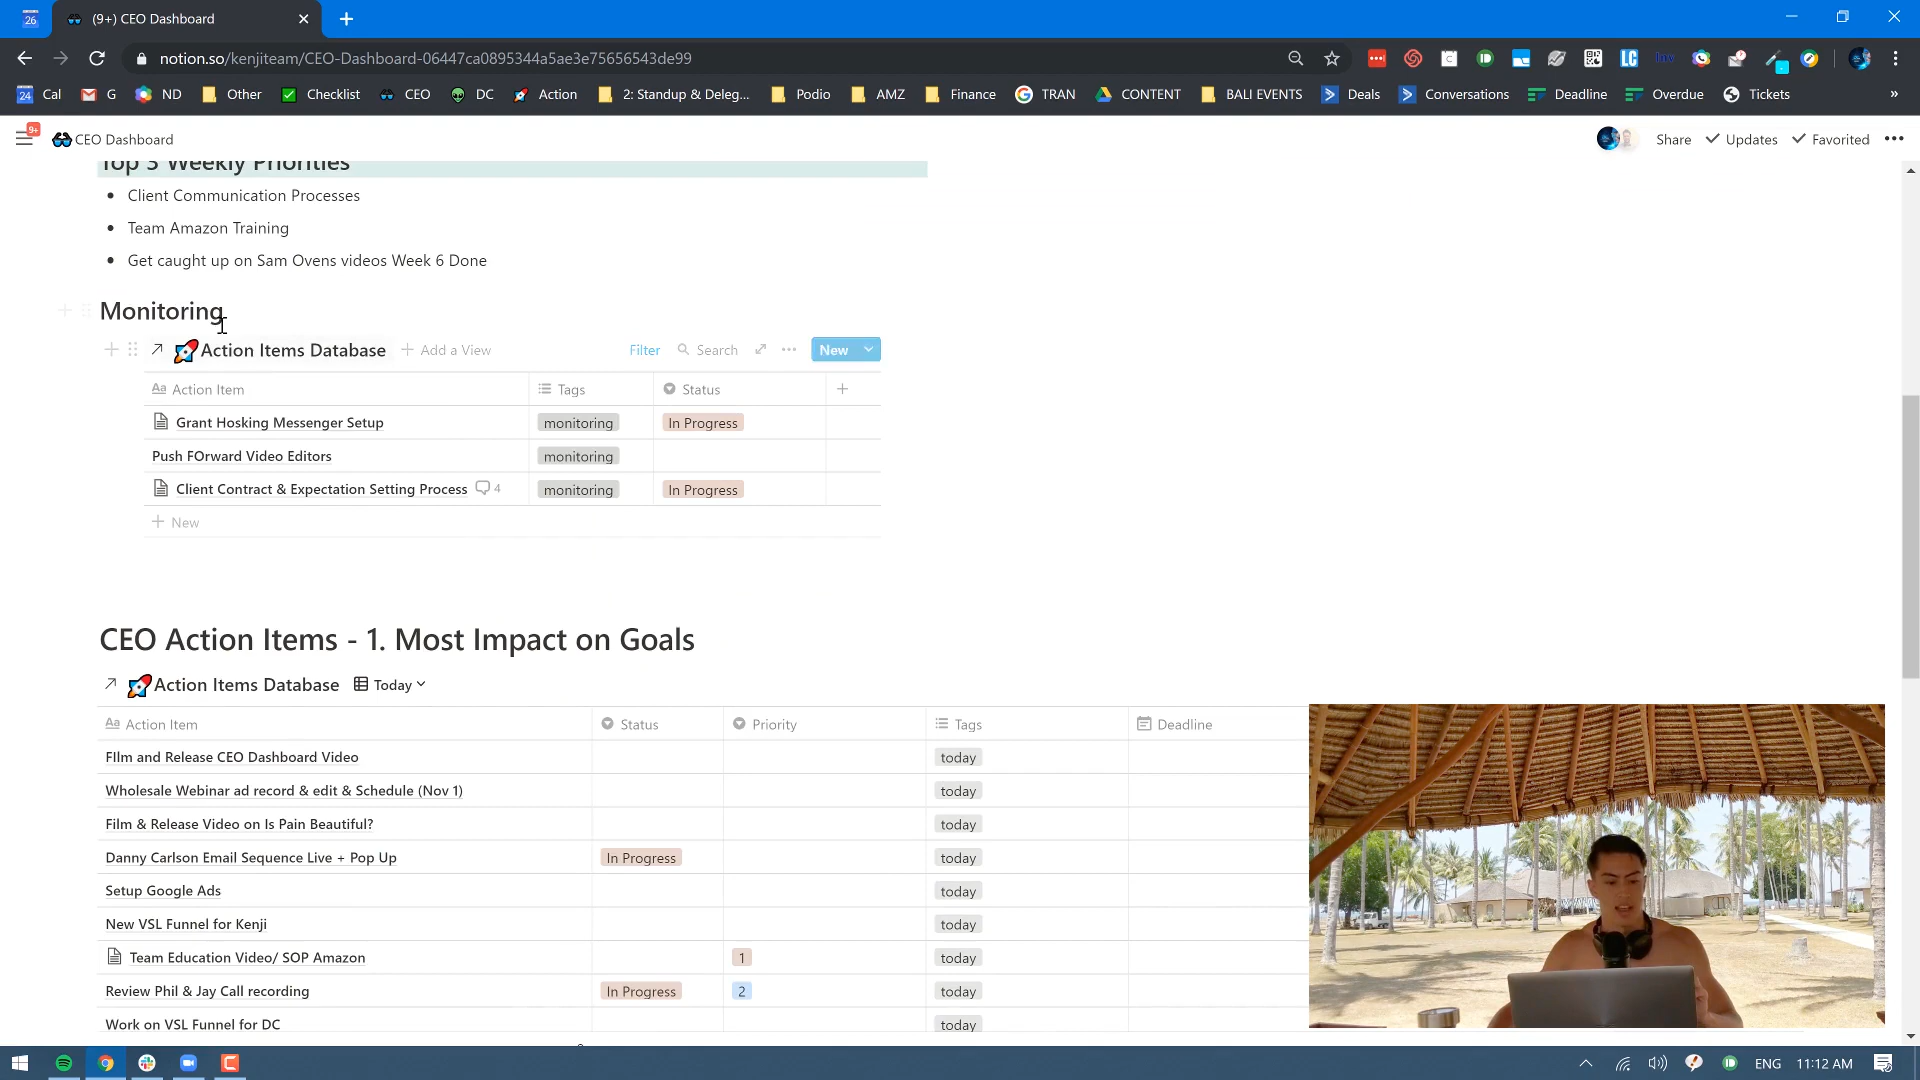 26
(9+) CEO Dashboard
notion.so/kenjiteam/CEO-Dashboard-06447ca0895344a5ae3e75656543de99
24 Cal G ND Other Checklist CEO DC Action 2: Standup & Deleg... Podio AMZ Finance TRAN CONTENT BALI EVENTS Deals Conversations Deadline Overdue Tickets »
9+ CEO Dashboard Share Updates Favorited
Top 3 Weekly Priorities
• Client Communication Processes
• Team Amazon Training
• Get caught up on Sam Ovens videos Week 6 Done
Monitoring
Action Items Database + Add a View Filter Search New
Aa Action Item Tags Status
Grant Hosking Messenger Setup monitoring In Progress
Push FOrward Video Editors monitoring
Client Contract & Expectation Setting Process 4 monitoring In Progress
+ New
CEO Action Items - 1. Most Impact on Goals
Action Items Database Today
Aa Action Item Status Priority Tags Deadline
FIlm and Release CEO Dashboard Video today
Wholesale Webinar ad record & edit & Schedule (Nov 1) today
Film & Release Video on Is Pain Beautiful? today
Danny Carlson Email Sequence Live + Pop Up In Progress today
Setup Google Ads today
New VSL Funnel for Kenji today
Team Education Video/ SOP Amazon 1 today
Review Phil & Jay Call recording In Progress 2 today
Work on VSL Funnel for DC today
ENG 11:12 AM